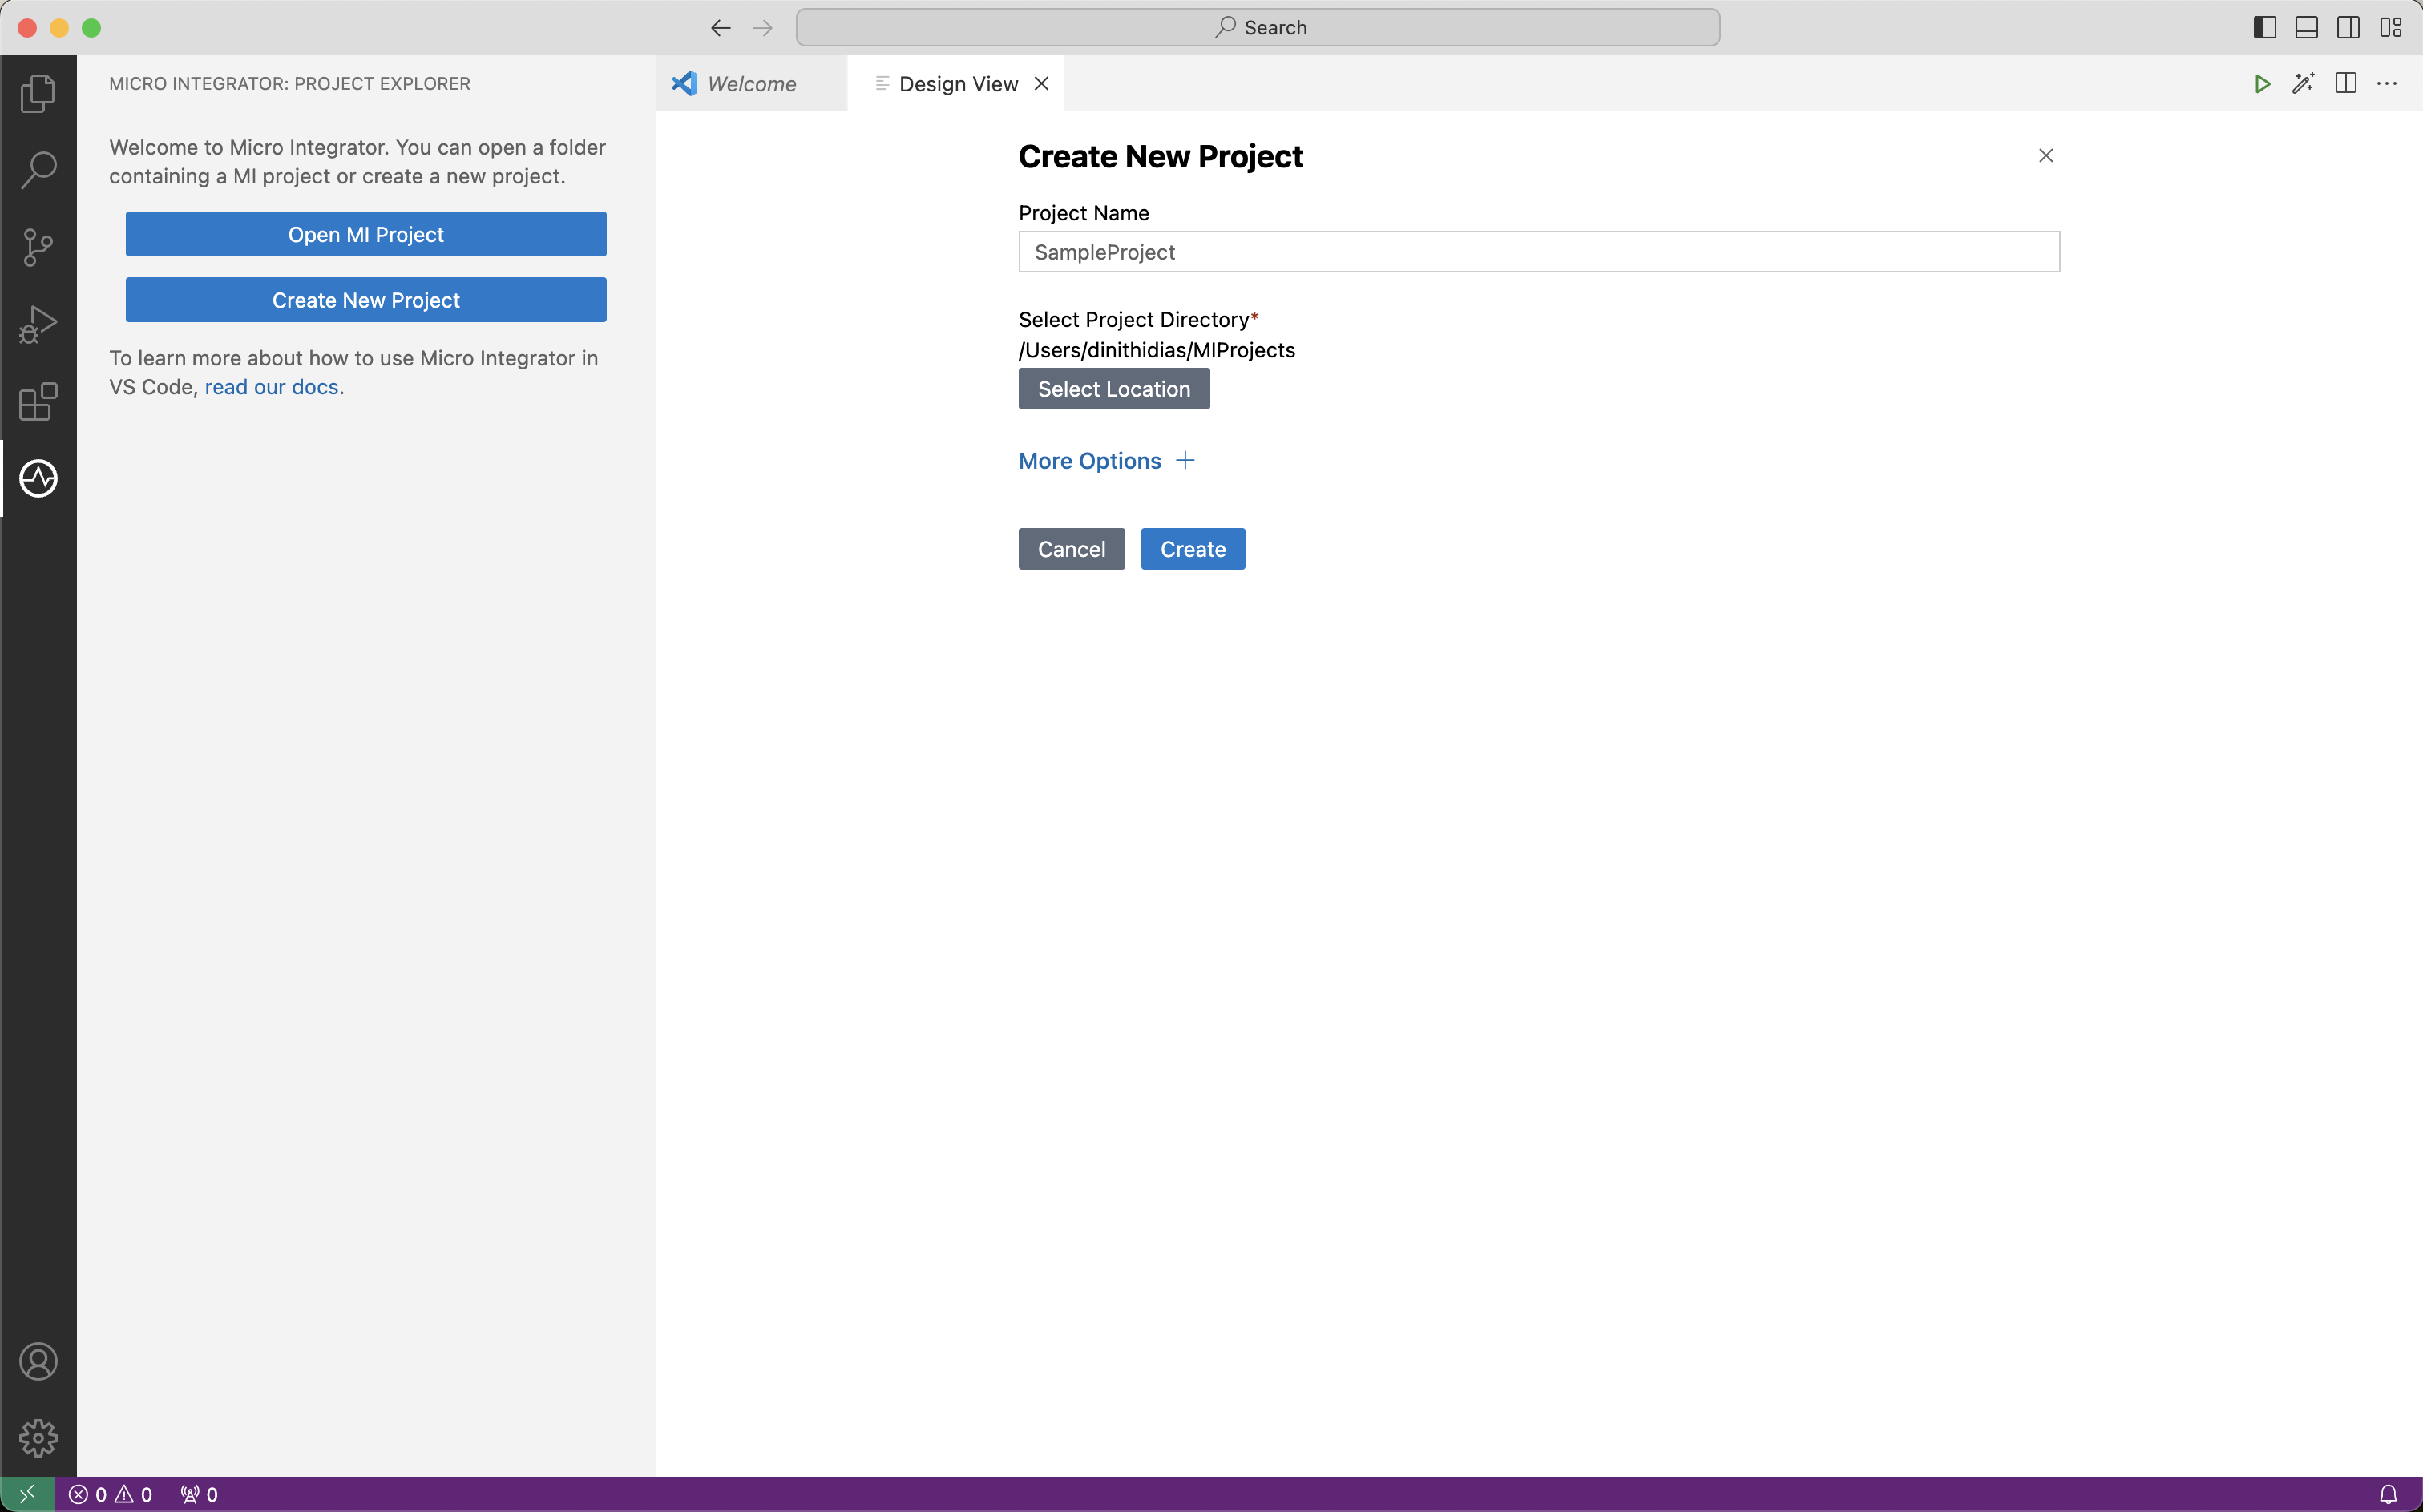 Search
MICRO INTEGRATOR: PROJECT EXPLORER
Welcome
Design View
Welcome to Micro Integrator. You can open a folder
containing a MI project or create a new project.
Open MI Project
Create New Project
To learn more about how to use Micro Integrator in
VS Code, read our docs.
Create New Project
Project Name
SampleProject
Select Project Directory*
/Users/dinithidias/MIProjects
Select Location
More Options
Cancel
Create
0 0 0